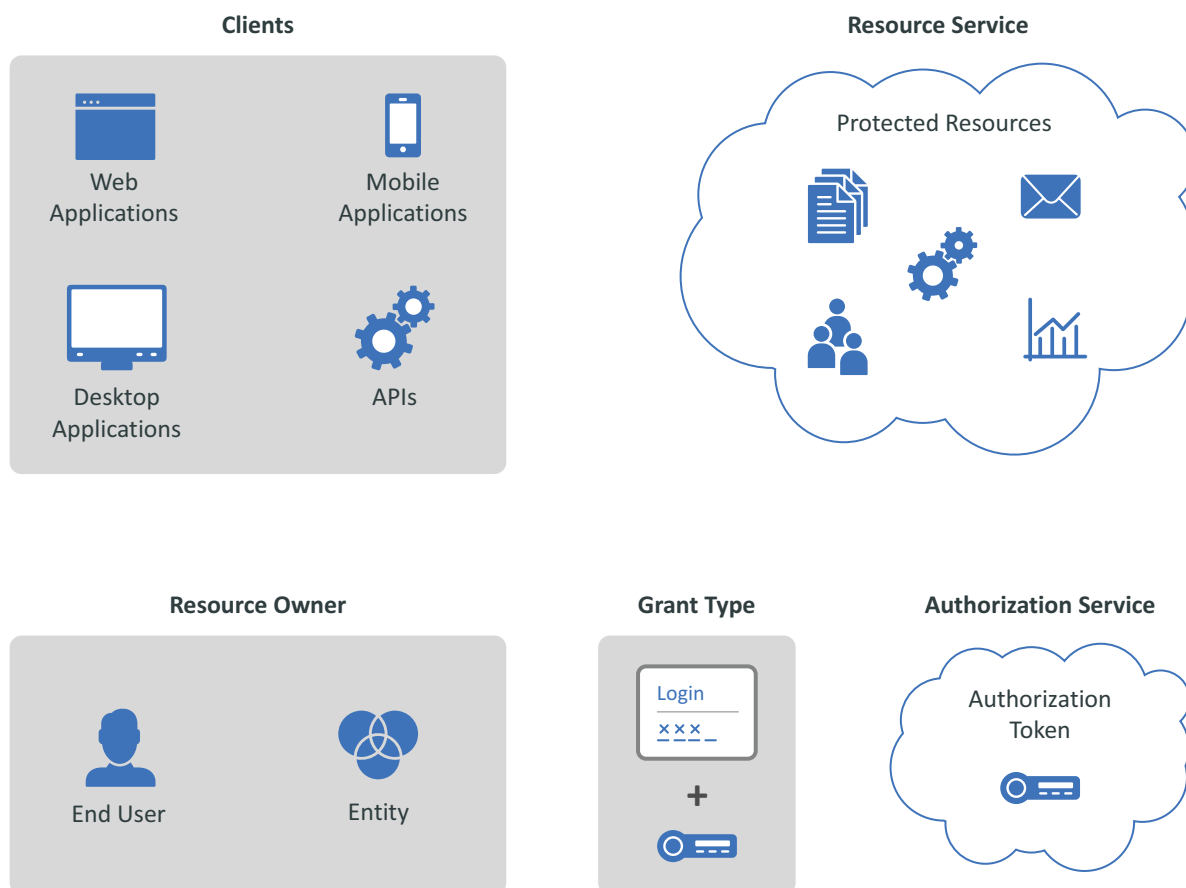 Clients
Resource Service
Web
Applications
Mobile
Applications
Desktop
Applications
APIs
Protected Resources
Resource Owner
Grant Type
Authorization Service
End User
Entity
Login
×××
+
Authorization
Token